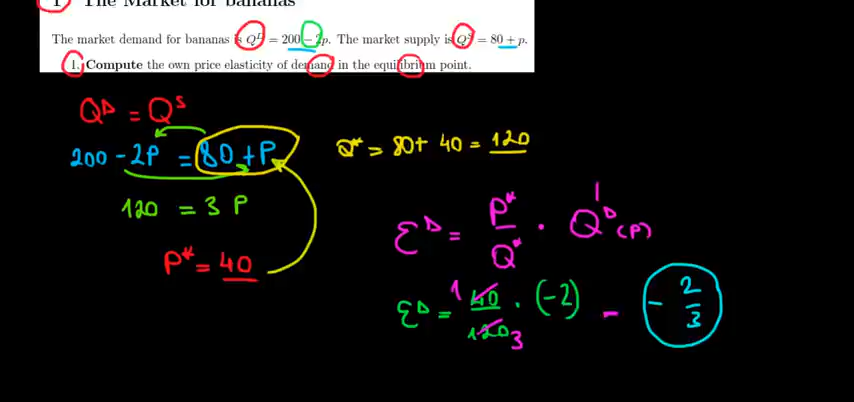 1 The Market for bananas
The market demand for bananas is Q^D = 200 − 2p. The market supply is Q^S = 80 + p.
1. Compute the own price elasticity of demand in the equilibrium point.
Q^D = Q^S
200 - 2P = 80 + P
Q* = 80 + 40 = 120
120 = 3 P
P* = 40
ε^D = P*/Q* · Q^D'(P)
ε^D = 1 40/120 3 · (-2) = - 2/3